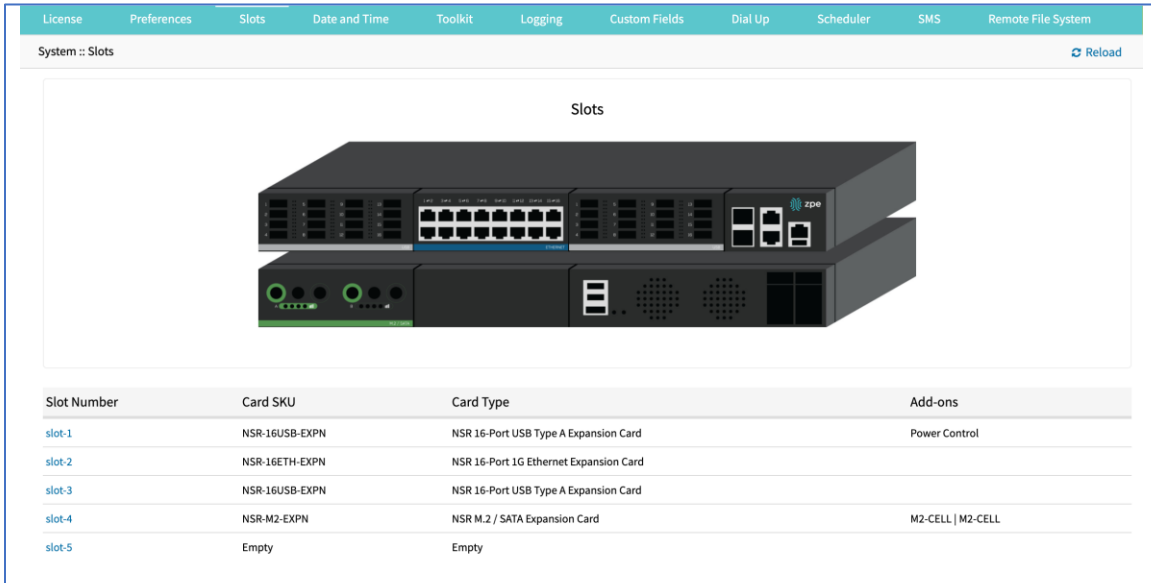 License Preferences Slots Date and Time Toolkit Logging Custom Fields Dial Up Scheduler SMS Remote File System
System :: Slots Reload
Slots
zpe
ETHERNET
Slot Number Card SKU Card Type Add-ons
slot-1 NSR-16USB-EXPN NSR 16-Port USB Type A Expansion Card Power Control
slot-2 NSR-16ETH-EXPN NSR 16-Port 1G Ethernet Expansion Card
slot-3 NSR-16USB-EXPN NSR 16-Port USB Type A Expansion Card
slot-4 NSR-M2-EXPN NSR M.2 / SATA Expansion Card M2-CELL | M2-CELL
slot-5 Empty Empty